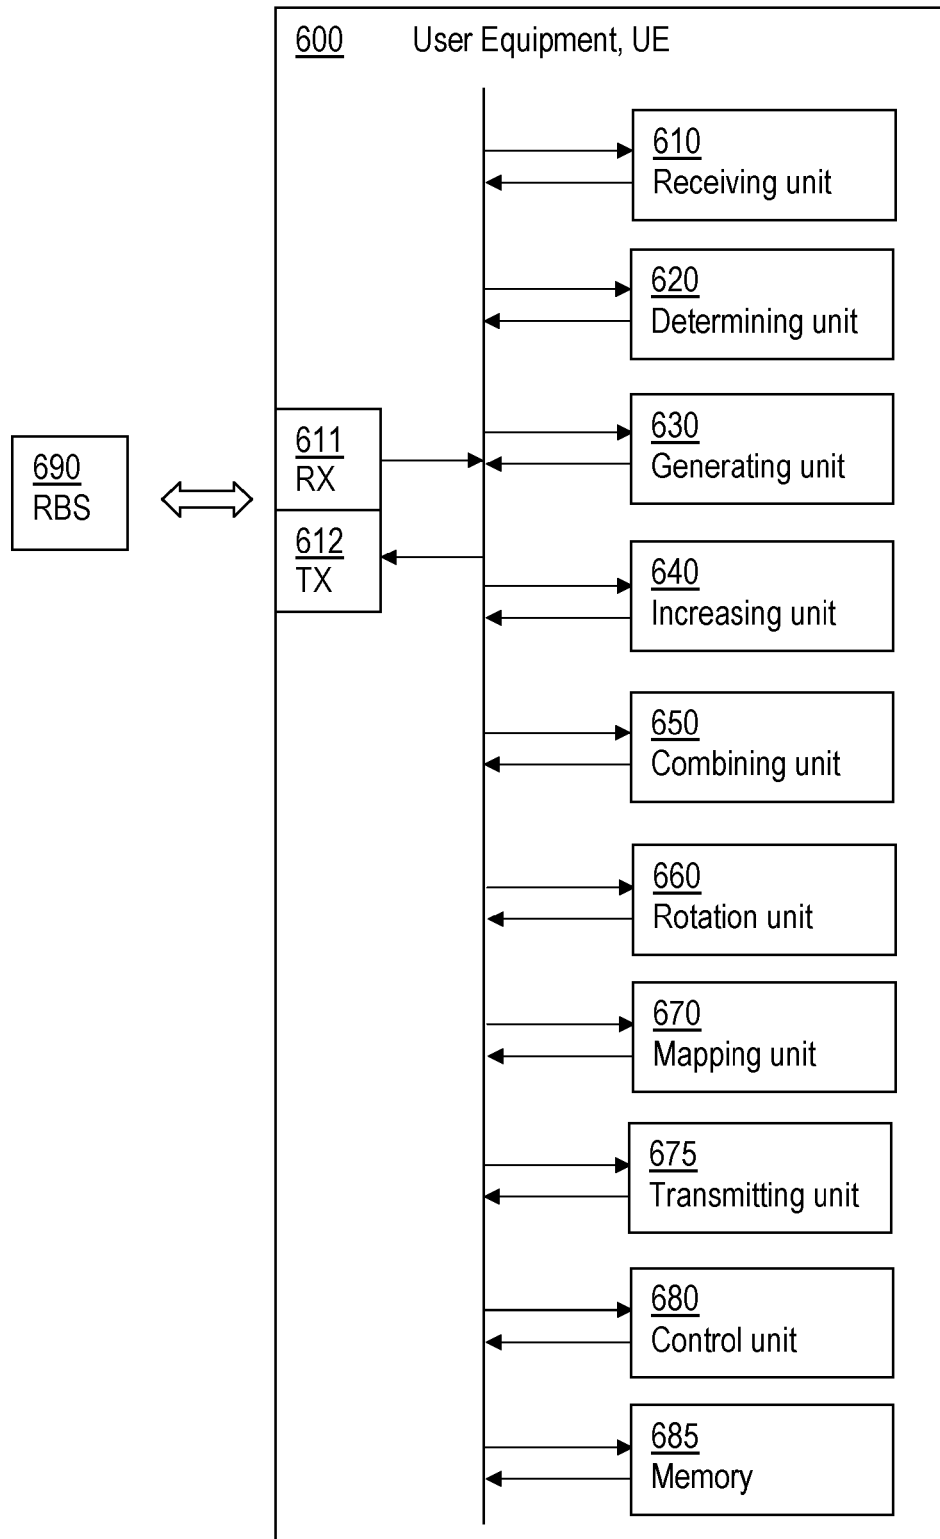 600 User Equipment, UE
610
Receiving unit
620
Determining unit
630
Generating unit
611
RX
690
RBS
612
TX
640
Increasing unit
650
Combining unit
660
Rotation unit
670
Mapping unit
675
Transmitting unit
680
Control unit
685
Memory